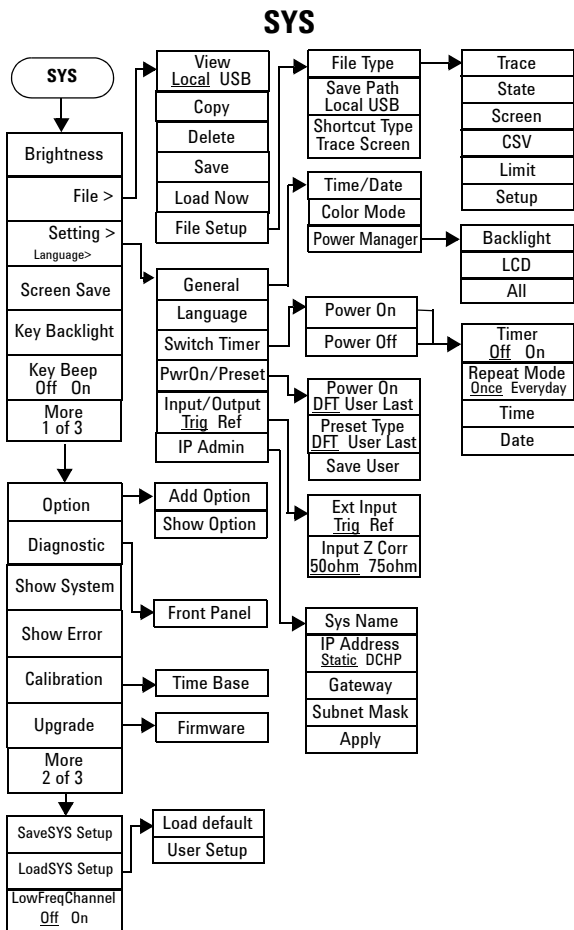 SYS
SYS
Brightness
File >
Setting >
Language>
Screen Save
Key Backlight
Key Beep
Off On
More
1 of 3
Option
Diagnostic
Show System
Show Error
Calibration
Upgrade
More
2 of 3
SaveSYS Setup
LoadSYS Setup
LowFreqChannel
Off On
View
Local USB
Copy
Delete
Save
Load Now
File Setup
General
Language
Switch Timer
PwrOn/Preset
Input/Output
Trig Ref
IP Admin
Add Option
Show Option
Front Panel
Time Base
Firmware
Load default
User Setup
File Type
Save Path
Local USB
Shortcut Type
Trace Screen
Time/Date
Color Mode
Power Manager
Power On
Power Off
Power On
DFT User Last
Preset Type
DFT User Last
Save User
Ext Input
Trig Ref
Input Z Corr
50ohm 75ohm
Sys Name
IP Address
Static DCHP
Gateway
Subnet Mask
Apply
Trace
State
Screen
CSV
Limit
Setup
Backlight
LCD
All
Timer
Off On
Repeat Mode
Once Everyday
Time
Date